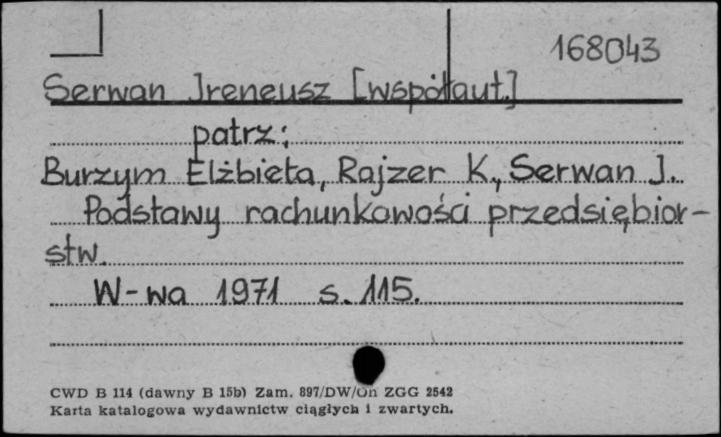 168043
Serwan Ireneusz [współaut.]
patrz:
Burzym Elżbieta, Rajzer K., Serwan I.
Podstawy rachunkowości przedsiębior-
stw.
W-wa 1971 s. 115.
CWD B 114 (dawny B 15b) Zam. 897/DW/Dn ZGG 2542
Karta katalogowa wydawnictw ciągłych i zwartych.